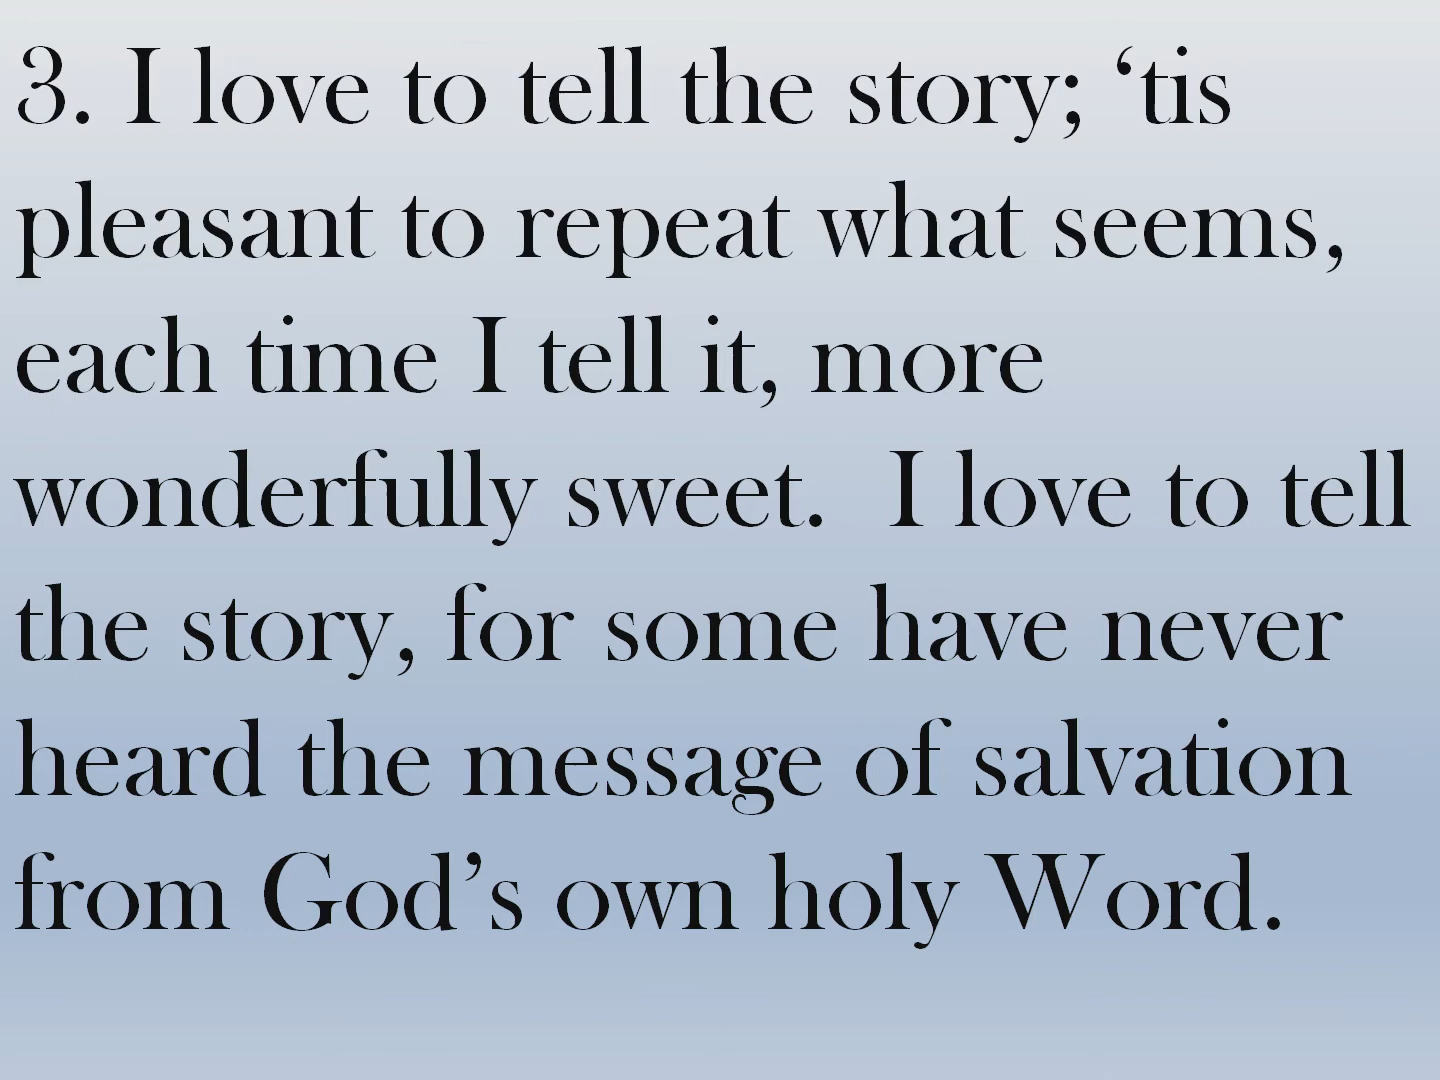 3. I love to tell the story; ‘tis
pleasant to repeat what seems,
each time I tell it, more
wonderfully sweet.  I love to tell
the story, for some have never
heard the message of salvation
from God’s own holy Word.